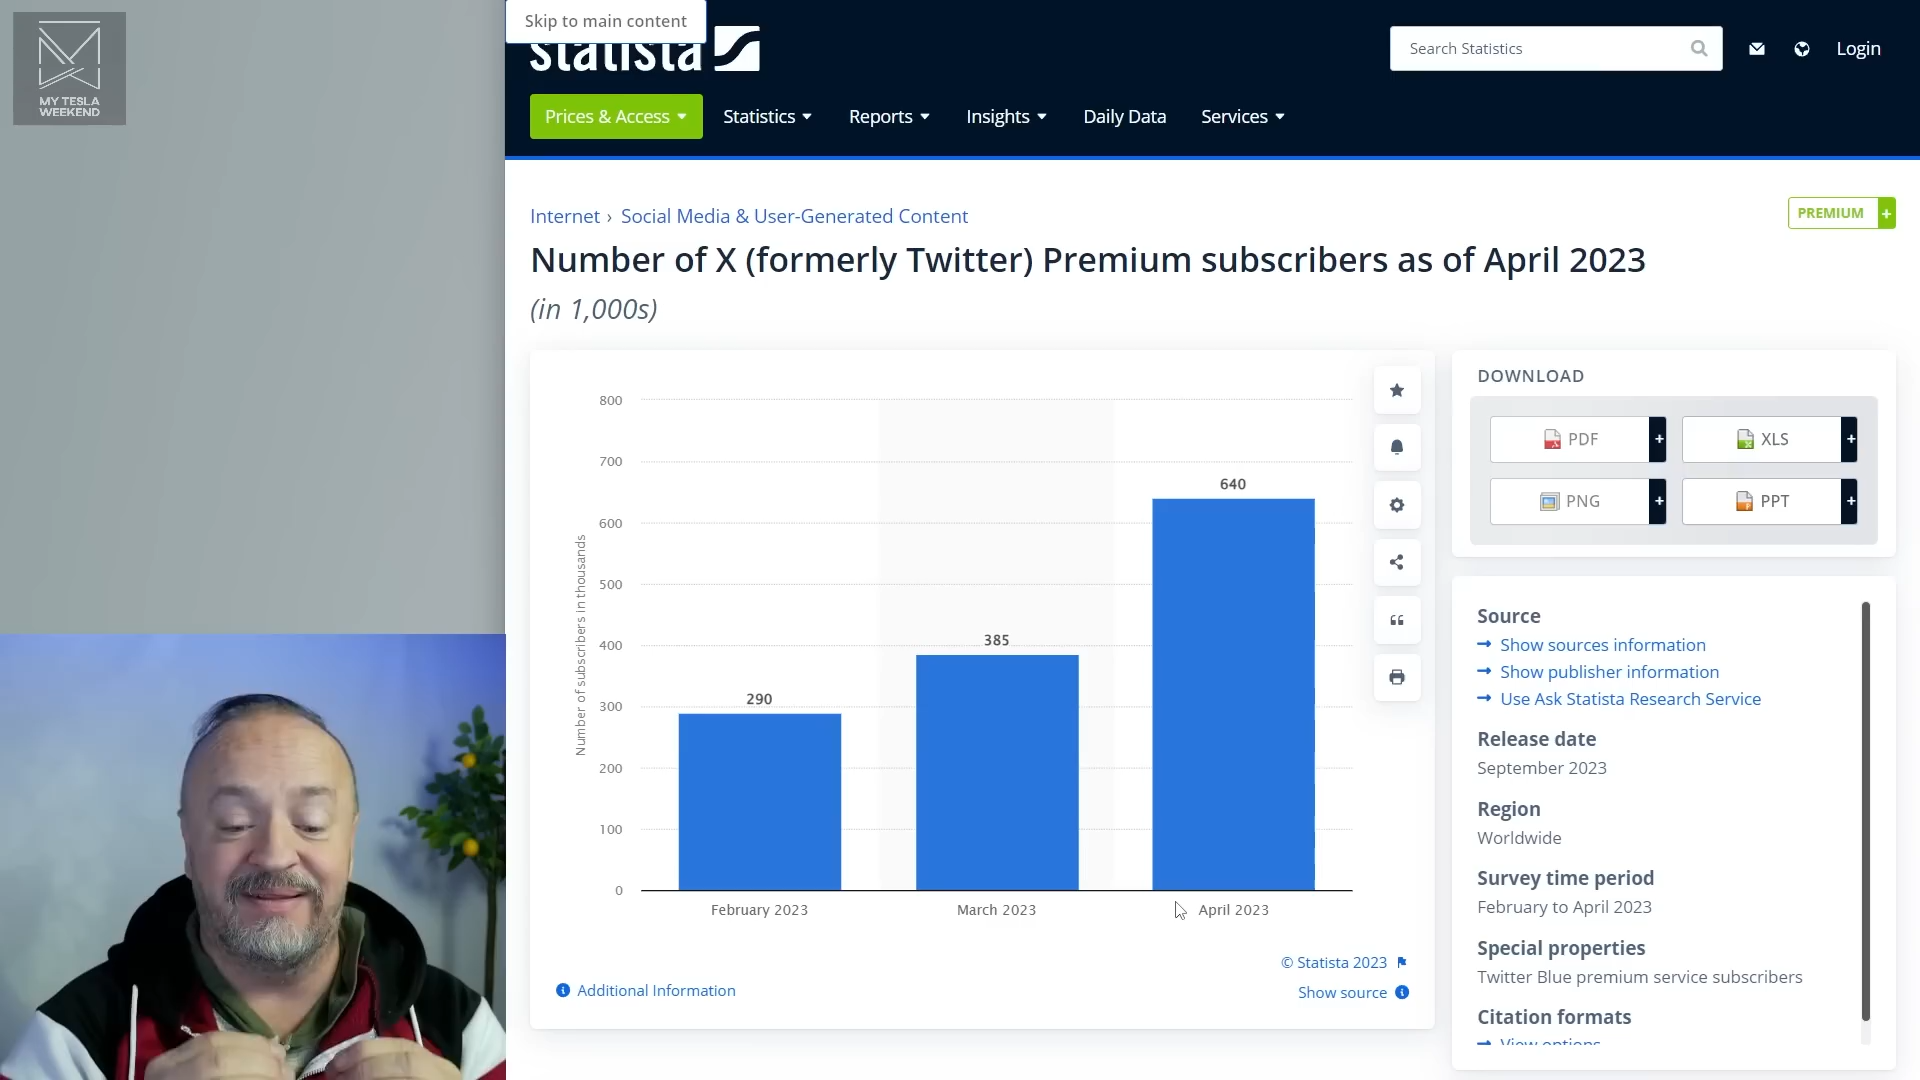 MY TESLA
WEEKEND
Skip to main content
statista
Search Statistics
Login
Prices & Access
Statistics
Reports
Insights
Daily Data
Services
Internet › Social Media & User-Generated Content
PREMIUM +
Number of X (formerly Twitter) Premium subscribers as of April 2023
(in 1,000s)
Number of subscribers in thousands
800
700
600
500
400
300
200
100
0
290
385
640
February 2023
March 2023
April 2023
© Statista 2023
Additional Information
Show source
DOWNLOAD
PDF +
XLS +
PNG +
PPT +
Source
Show sources information
Show publisher information
Use Ask Statista Research Service
Release date
September 2023
Region
Worldwide
Survey time period
February to April 2023
Special properties
Twitter Blue premium service subscribers
Citation formats
View options